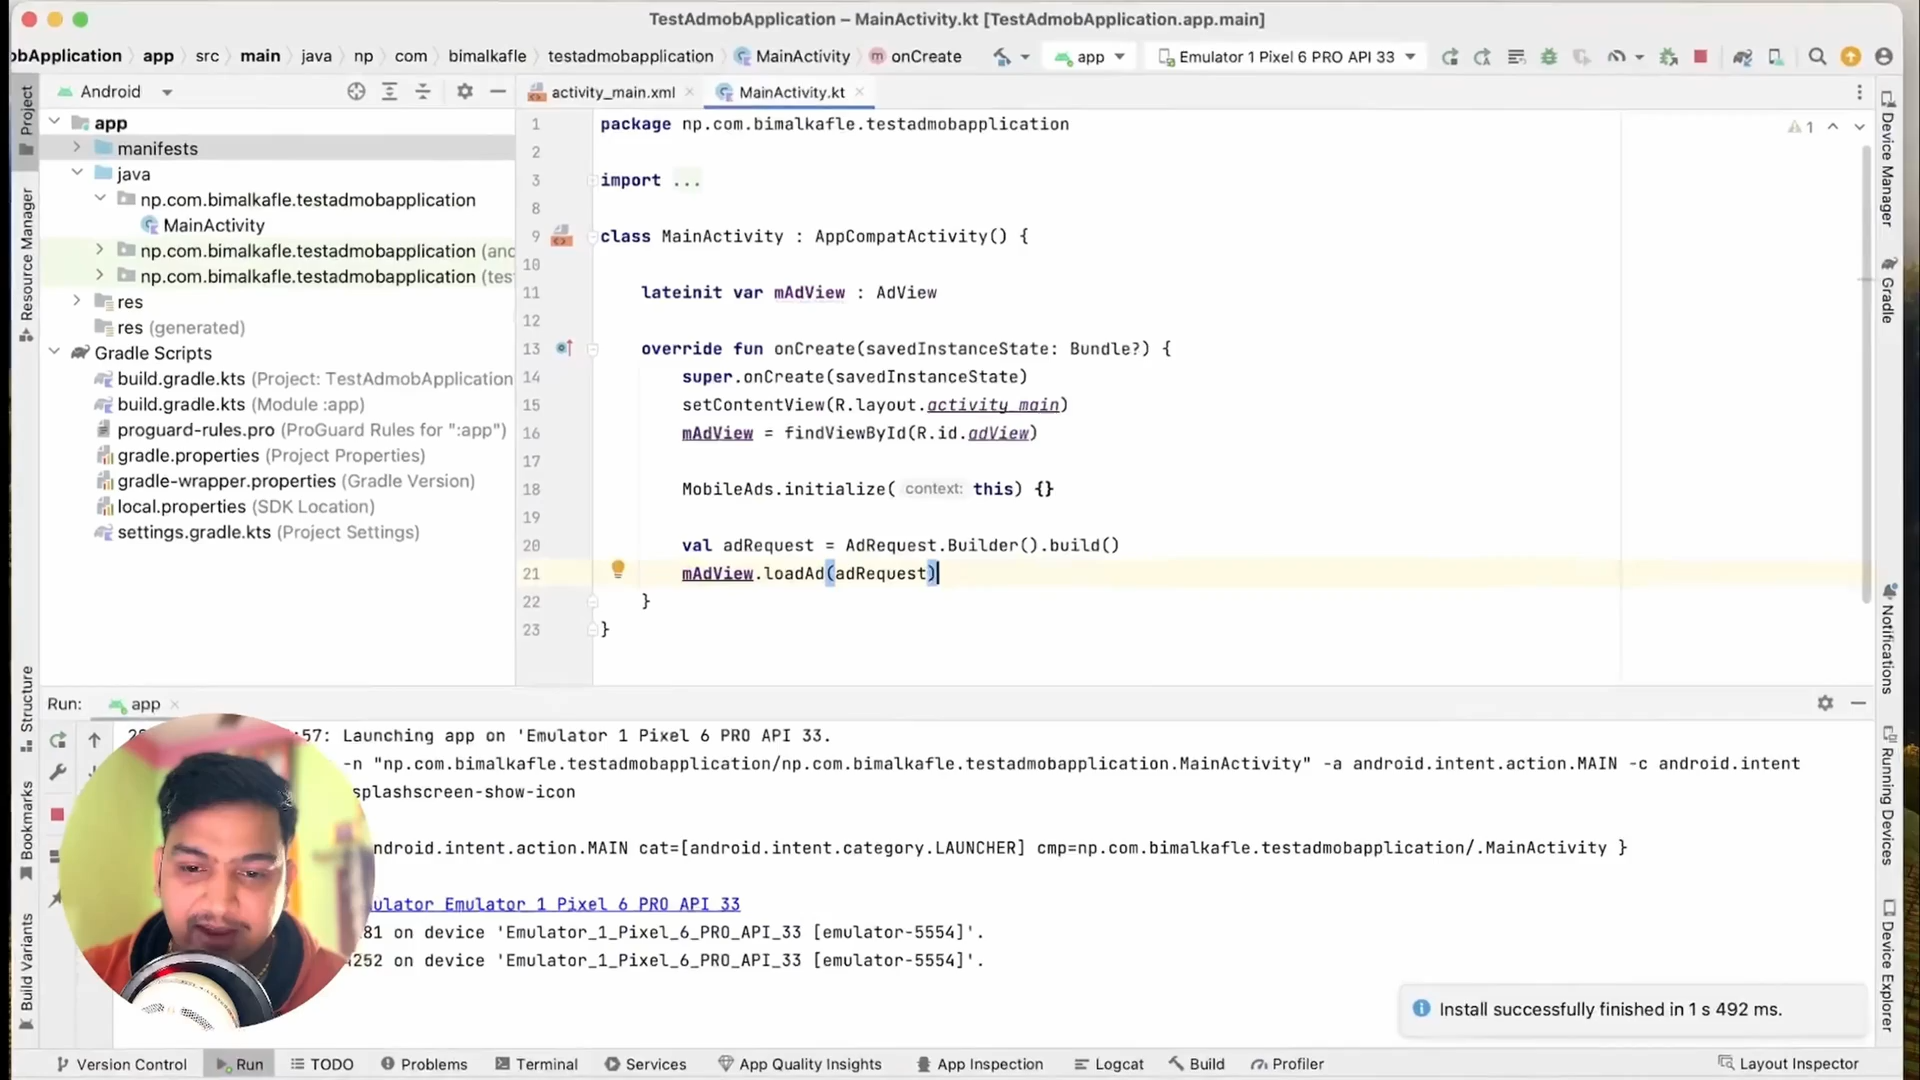 TestAdmobApplication – MainActivity.kt [TestAdmobApplication.app.main]
obApplication app src main java np com bimalkafle testadmobapplication MainActivity onCreate app Emulator 1 Pixel 6 PRO API 33
Android
activity_main.xml MainActivity.kt
Project
Resource Manager
Structure
Bookmarks
Build Variants
app
manifests
java
np.com.bimalkafle.testadmobapplication
MainActivity
np.com.bimalkafle.testadmobapplication (and
np.com.bimalkafle.testadmobapplication (tes
res
res (generated)
Gradle Scripts
build.gradle.kts (Project: TestAdmobApplication
build.gradle.kts (Module :app)
proguard-rules.pro (ProGuard Rules for ":app")
gradle.properties (Project Properties)
gradle-wrapper.properties (Gradle Version)
local.properties (SDK Location)
settings.gradle.kts (Project Settings)
1 package np.com.bimalkafle.testadmobapplication
2
3 import ...
8
9 class MainActivity : AppCompatActivity() {
10
11 lateinit var mAdView : AdView
12
13 override fun onCreate(savedInstanceState: Bundle?) {
14 super.onCreate(savedInstanceState)
15 setContentView(R.layout.activity_main)
16 mAdView = findViewById(R.id.adView)
17
18 MobileAds.initialize( context: this) {}
19
20 val adRequest = AdRequest.Builder().build()
21 mAdView.loadAd(adRequest)
22 }
23 }
1
Device Manager
Gradle
Notifications
Running Devices
Device Explorer
Run: app
:57: Launching app on 'Emulator 1 Pixel 6 PRO API 33.
-n "np.com.bimalkafle.testadmobapplication/np.com.bimalkafle.testadmobapplication.MainActivity" -a android.intent.action.MAIN -c android.intent
splashscreen-show-icon
ndroid.intent.action.MAIN cat=[android.intent.category.LAUNCHER] cmp=np.com.bimalkafle.testadmobapplication/.MainActivity }
ulator Emulator 1 Pixel 6 PRO API 33
81 on device 'Emulator_1_Pixel_6_PRO_API_33 [emulator-5554]'.
4252 on device 'Emulator_1_Pixel_6_PRO_API_33 [emulator-5554]'.
Install successfully finished in 1 s 492 ms.
Version Control Run TODO Problems Terminal Services App Quality Insights App Inspection Logcat Build Profiler Layout Inspector